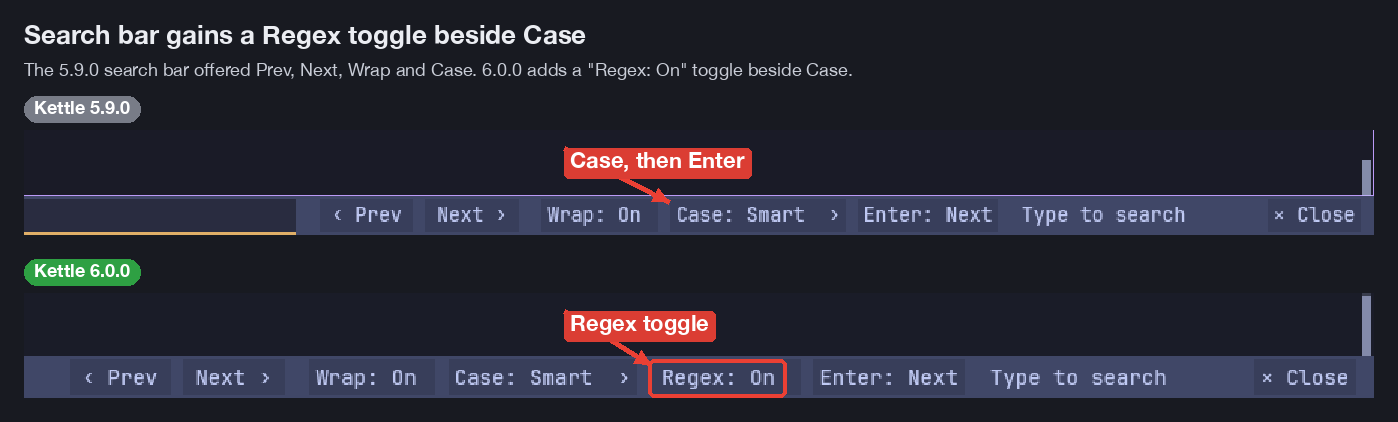 Search bar gains a Regex toggle beside Case
The 5.9.0 search bar offered Prev, Next, Wrap and Case. 6.0.0 adds a "Regex: On" toggle beside Case.
Kettle 5.9.0
Case, then Enter
‹ Prev Next › Wrap: On Case: Smart › Enter: Next Type to search × Close
Kettle 6.0.0
Regex toggle
‹ Prev Next › Wrap: On Case: Smart › Regex: On Enter: Next Type to search × Close